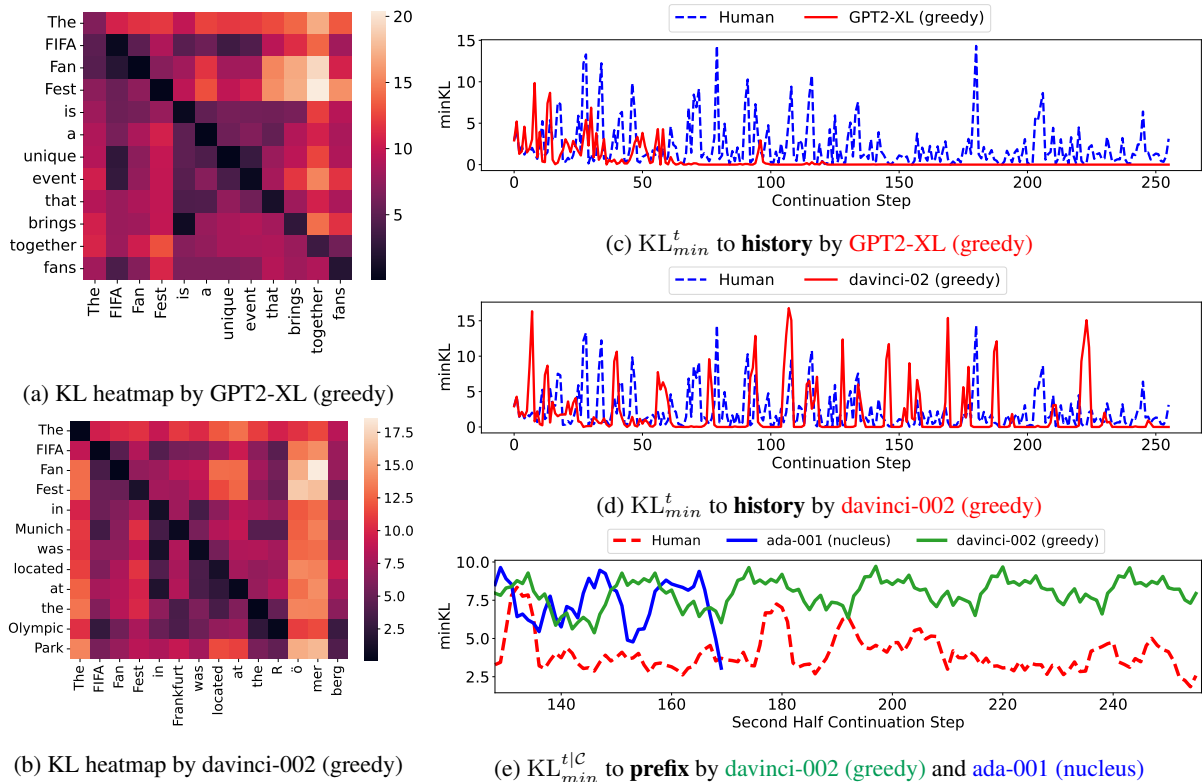 The
FIFA
Fan
Fest
is
a
unique
event
that
brings
together
fans
The
FIFA
Fan
Fest
is
a
unique
event
that
brings
together
fans
20
15
10
5
(a) KL heatmap by GPT2-XL (greedy)
The
FIFA
Fan
Fest
in
Munich
was
located
at
the
Olympic
Park
The
FIFA
Fan
Fest
in
Frankfurt
was
located
at
the
R
ö
mer
berg
17.5
15.0
12.5
10.0
7.5
5.0
2.5
(b) KL heatmap by davinci-002 (greedy)
Human GPT2-XL (greedy)
minKL
15
10
5
0
0 50 100 150 200 250
Continuation Step
(c) KL^t_min to history by GPT2-XL (greedy)
Human davinci-02 (greedy)
minKL
15
10
5
0
0 50 100 150 200 250
Continuation Step
(d) KL^t_min to history by davinci-002 (greedy)
Human ada-001 (nucleus) davinci-002 (greedy)
minKL
10.0
7.5
5.0
2.5
140 160 180 200 220 240
Second Half Continuation Step
(e) KL^{t|C}_min to prefix by davinci-002 (greedy) and ada-001 (nucleus)